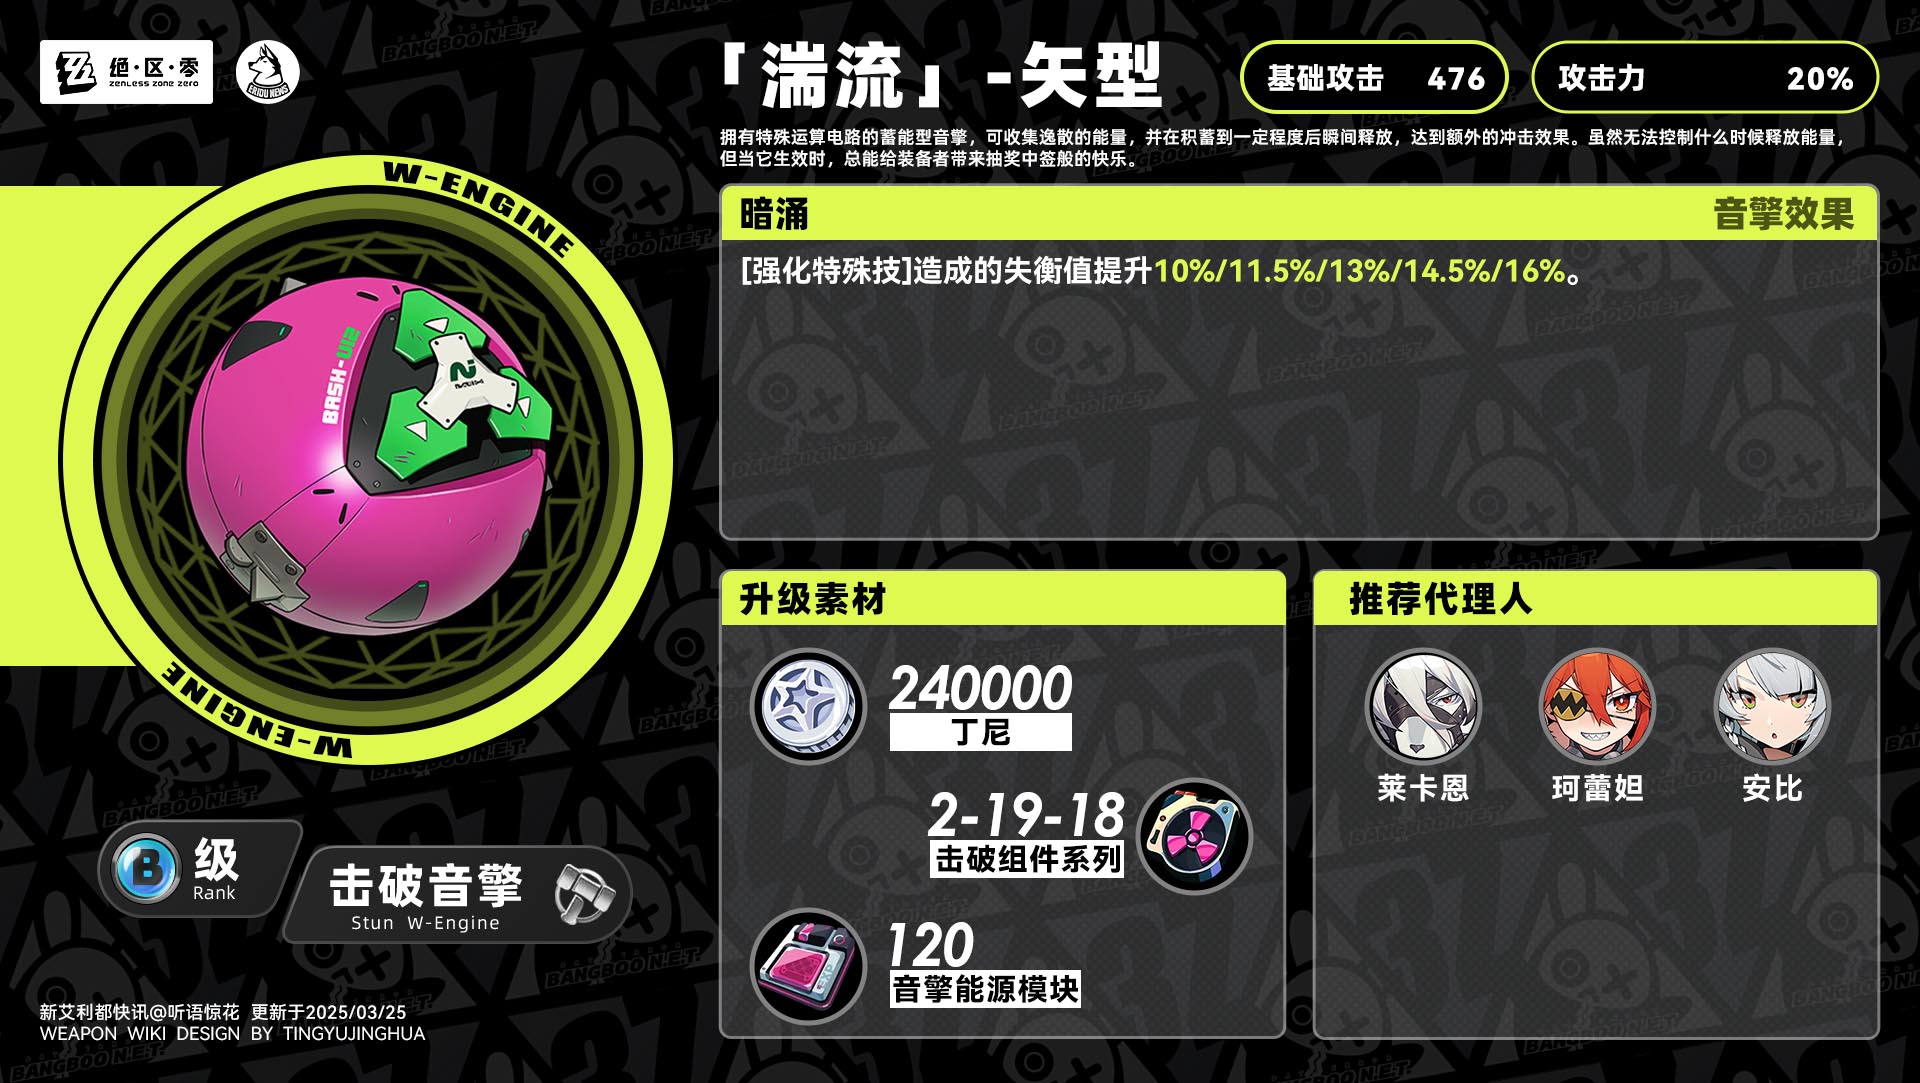 绝·区·零
ZENLESS ZONE ZERO
ERIDU NEWS
「湍流」-矢型
基础攻击 476
攻击力 20%
拥有特殊运算电路的蓄能型音擎，可收集逸散的能量，并在积蓄到一定程度后瞬间释放，达到额外的冲击效果。虽然无法控制什么时候释放能量，
但当它生效时，总能给装备者带来抽奖中签般的快乐。
W-ENGINE
BASH-W2
W-ENGINE
暗涌 音擎效果
[强化特殊技]造成的失衡值提升10%/11.5%/13%/14.5%/16%。
升级素材
240000
丁尼
2-19-18
击破组件系列
120
音擎能源模块
推荐代理人
莱卡恩
珂蕾妲
安比
B
级
Rank
击破音擎
Stun W-Engine
新艾利都快讯@听语惊花 更新于2025/03/25
WEAPON WIKI DESIGN BY TINGYUJINGHUA
BANGBOO N.E.T.